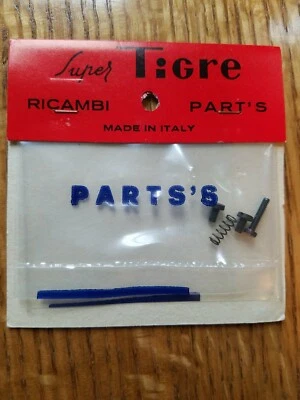 Super Tigre
RICAMBI PART'S
MADE IN ITALY
PARTS'S